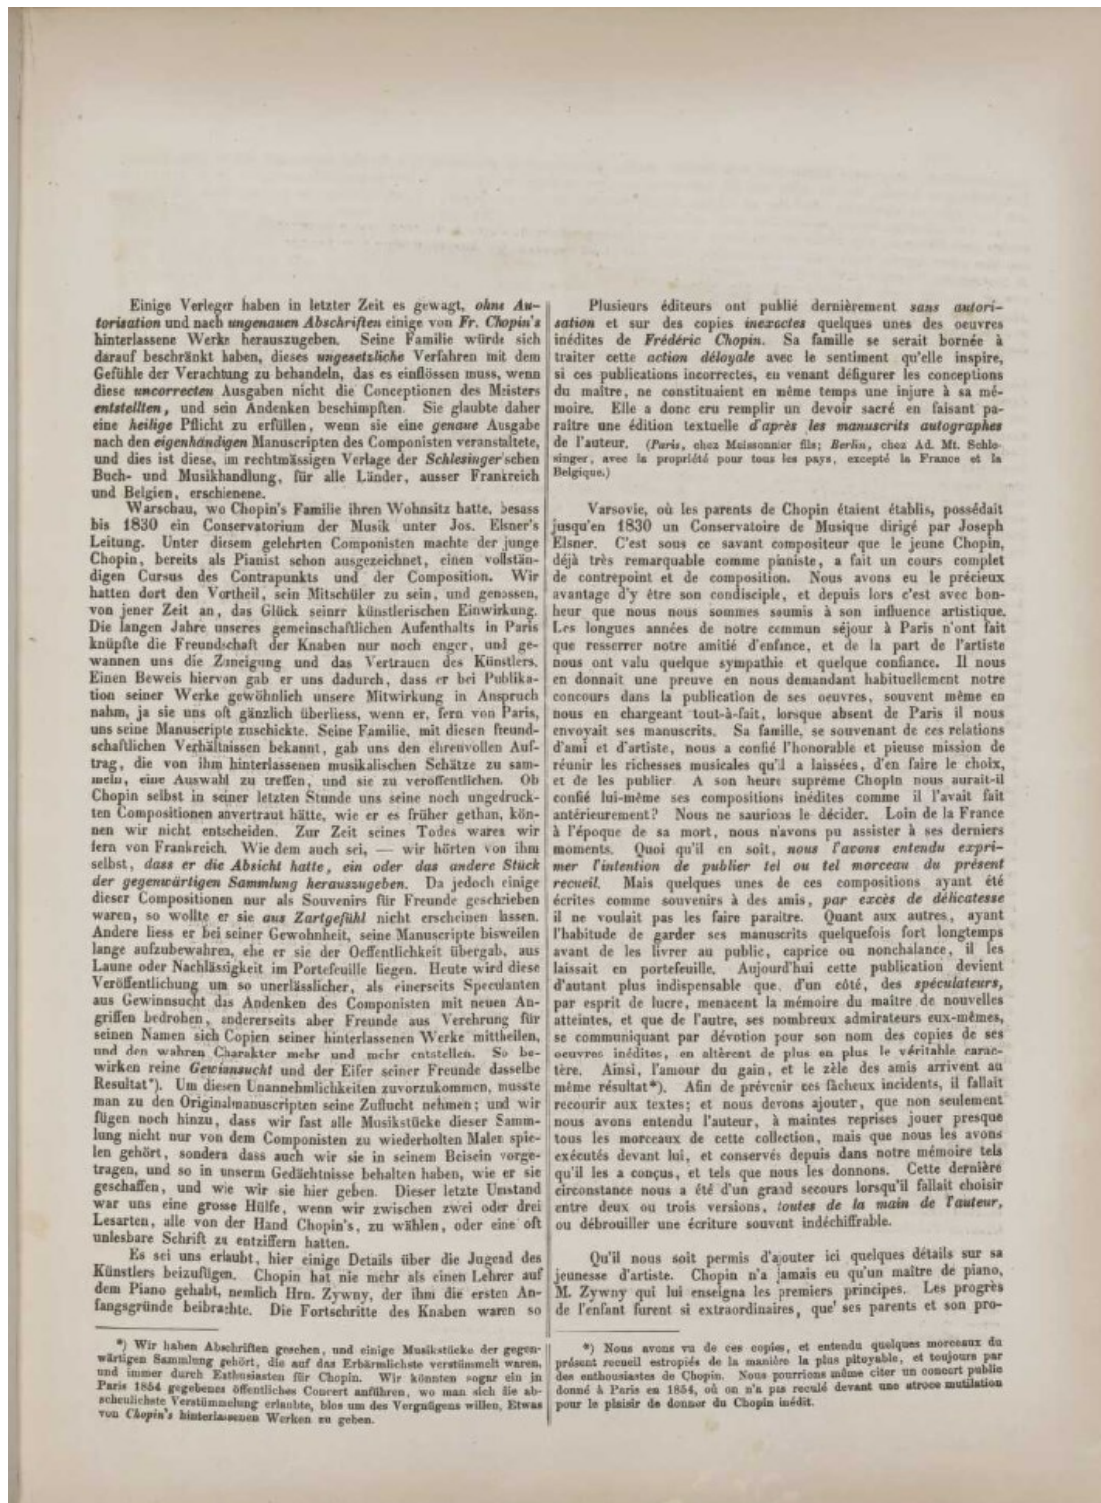 Einige Verleger haben in letzter Zeit es gewagt, ohne Au-
torisation und nach ungenauen Abschriften einige von Fr. Chopin's
hinterlassene Werke herauszugeben. Seine Familie würde sich
darauf beschränkt haben, dieses ungesetzliche Verfahren mit dem
Gefühle der Verachtung zu behandeln, das es einflössen muss, wenn
diese uncorrecten Ausgaben nicht die Conceptionen des Meisters
entstellten, und sein Andenken beschimpften. Sie glaubte daher
eine heilige Pflicht zu erfüllen, wenn sie eine genaue Ausgabe
nach den eigenhändigen Manuscripten des Componisten veranstaltete,
und dies ist diese, im rechtmässigen Verlage der Schlesinger'schen
Buch- und Musikhandlung, für alle Länder, ausser Frankreich
und Belgien, erschienene.
Warschau, wo Chopin's Familie ihren Wohnsitz hatte, besass
bis 1830 ein Conservatorium der Musik unter Jos. Elsner's
Leitung. Unter diesem gelehrten Componisten machte der junge
Chopin, bereits als Pianist schon ausgezeichnet, einen vollstän-
digen Cursus des Contrapunkts und der Composition. Wir
hatten dort den Vortheil, sein Mitschüler zu sein, und genossen,
von jener Zeit an, das Glück seinrr künstlerischen Einwirkung.
Die langen Jahre unseres gemeinschaftlichen Aufenthalts in Paris
knüpfte die Freundschaft der Knaben nur noch enger, und ge-
wannen uns die Zuneigung und das Vertrauen des Künstlers.
Einen Beweis hiervon gab er uns dadurch, dass er bei Publika-
tion seiner Werke gewöhnlich unsere Mitwirkung in Anspruch
nahm, ja sie uns oft gänzlich überliess, wenn er, fern von Paris,
uns seine Manuscripte zuschickte. Seine Familie, mit diesen freund-
schaftlichen Verhältnissen bekannt, gab uns den ehrenvollen Auf-
trag, die von ihm hinterlassenen musikalischen Schätze zu sam-
meln, eine Auswahl zu treffen, und sie zu veröffentlichen. Ob
Chopin selbst in seiner letzten Stunde uns seine noch ungedruck-
ten Compositionen anvertraut hätte, wie er es früher gethan, kön-
nen wir nicht entscheiden. Zur Zeit seines Todes waren wir
fern von Frankreich. Wie dem auch sei, — wir hörten von ihm
selbst, dass er die Absicht hatte, ein oder das andere Stück
der gegenwärtigen Sammlung herauszugeben. Da jedoch einige
dieser Compositionen nur als Souvenirs für Freunde geschrieben
waren, so wollte er sie aus Zartgefühl nicht erscheinen lassen.
Andere liess er bei seiner Gewohnheit, seine Manuscripte bisweilen
lange aufzubewahren, ehe er sie der Oeffentlichkeit übergab, aus
Laune oder Nachlässigkeit im Portefeuille liegen. Heute wird diese
Veröffentlichung um so unerlässlicher, als einerseits Speculanten
aus Gewinnsucht das Andenken des Componisten mit neuen An-
griffen bedrohen, andererseits aber Freunde aus Verehrung für
seinen Namen sich Copien seiner hinterlassenen Werke mittheilen,
und den wahren Charakter mehr und mehr entstellen. So be-
wirken reine Gewinnsucht und der Eifer seiner Freunde dasselbe
Resultat*). Um diesen Unannehmlichkeiten zuvorzukommen, musste
man zu den Originalmanuscripten seine Zuflucht nehmen; und wir
fügen noch hinzu, dass wir fast alle Musikstücke dieser Samm-
lung nicht nur von dem Componisten zu wiederholten Malen spie-
len gehört, sondern dass auch wir sie in seinem Beisein vorge-
tragen, und so in unserm Gedächtnisse behalten haben, wie er sie
geschaffen, und wie wir sie hier geben. Dieser letzte Umstand
war uns eine grosse Hülfe, wenn wir zwischen zwei oder drei
Lesarten, alle von der Hand Chopin's, zu wählen, oder eine oft
unlesbare Schrift zu entziffern hatten.
Es sei uns erlaubt, hier einige Details über die Jugend des
Künstlers beizufügen. Chopin hat nie mehr als einen Lehrer auf
dem Piano gehabt, nemlich Hrn. Zywny, der ihm die ersten An-
fangsgründe beibrachte. Die Fortschritte des Knaben waren so
*) Wir haben Abschriften gesehen, und einige Musikstücke der gegen-
wärtigen Sammlung gehört, die auf das Erbärmlichste verstümmelt waren,
und immer durch Enthusiasten für Chopin. Wir könnten sogar ein in
Paris 1854 gegebenes öffentliches Concert anführen, wo man sich die ab-
scheulichste Verstümmelung erlaubte, blos um des Vergnügens willen, Etwas
von Chopin's hinterlassenen Werken zu geben.
Plusieurs éditeurs ont publié dernièrement sans autori-
sation et sur des copies inexactes quelques unes des oeuvres
inédites de Frédéric Chopin. Sa famille se serait bornée à
traiter cette action déloyale avec le sentiment qu'elle inspire,
si ces publications incorrectes, en venant défigurer les conceptions
du maître, ne constituaient en même temps une injure à sa mé-
moire. Elle a donc cru remplir un devoir sacré en faisant pa-
raître une édition textuelle d'après les manuscrits autographes
de l'auteur. (Paris, chez Meissonnier fils; Berlin, chez Ad. Mt. Schle-
singer, avec la propriété pour tous les pays, excepté la France et la
Belgique.)
Varsovie, où les parents de Chopin étaient établis, possédait
jusqu'en 1830 un Conservatoire de Musique dirigé par Joseph
Elsner. C'est sous ce savant compositeur que le jeune Chopin,
déjà très remarquable comme pianiste, a fait un cours complet
de contrepoint et de composition. Nous avons eu le précieux
avantage d'y être son condisciple, et depuis lors c'est avec bon-
heur que nous nous sommes soumis à son influence artistique.
Les longues années de notre commun séjour à Paris n'ont fait
que resserrer notre amitié d'enfance, et de la part de l'artiste
nous ont valu quelque sympathie et quelque confiance. Il nous
en donnait une preuve en nous demandant habituellement notre
concours dans la publication de ses oeuvres, souvent même en
nous en chargeant tout-à-fait, lorsque absent de Paris il nous
envoyait ses manuscrits. Sa famille, se souvenant de ces relations
d'ami et d'artiste, nous a confié l'honorable et pieuse mission de
réunir les richesses musicales qu'il a laissées, d'en faire le choix,
et de les publier. A son heure suprême Chopin nous aurait-il
confié lui-même ses compositions inédites comme il l'avait fait
antérieurement? Nous ne saurions le décider. Loin de la France
à l'époque de sa mort, nous n'avons pu assister à ses derniers
moments. Quoi qu'il en soit, nous l'avons entendu expri-
mer l'intention de publier tel ou tel morceau du présent
recueil. Mais quelques unes de ces compositions ayant été
écrites comme souvenirs à des amis, par excès de délicatesse
il ne voulait pas les faire paraître. Quant aux autres, ayant
l'habitude de garder ses manuscrits quelquefois fort longtemps
avant de les livrer au public, caprice ou nonchalance, il les
laissait en portefeuille. Aujourd'hui cette publication devient
d'autant plus indispensable que, d'un côté, des spéculateurs,
par esprit de lucre, menacent la mémoire du maître de nouvelles
atteintes, et que de l'autre, ses nombreux admirateurs eux-mêmes,
se communiquant par dévotion pour son nom des copies de ses
oeuvres inédites, en altèrent de plus en plus le véritable carac-
tère. Ainsi, l'amour du gain, et le zèle des amis arrivent au
même résultat*). Afin de prévenir ces fâcheux incidents, il fallait
recourir aux textes; et nous devons ajouter, que non seulement
nous avons entendu l'auteur, à maintes reprises jouer presque
tous les morceaux de cette collection, mais que nous les avons
exécutés devant lui, et conservés depuis dans notre mémoire tels
qu'il les a conçus, et tels que nous les donnons. Cette dernière
circonstance nous a été d'un grand secours lorsqu'il fallait choisir
entre deux ou trois versions, toutes de la main de l'auteur,
ou débrouiller une écriture souvent indéchiffrable.
Qu'il nous soit permis d'ajouter ici quelques détails sur sa
jeunesse d'artiste. Chopin n'a jamais eu qu'un maître de piano,
M. Zywny qui lui enseigna les premiers principes. Les progrès
de l'enfant furent si extraordinaires, que' ses parents et son pro-
*) Nous avons vu de ces copies, et entendu quelques morceaux du
présent recueil estropiés de la manière la plus pitoyable, et toujours par
des enthousiastes de Chopin. Nous pourrions même citer un concert public
donné à Paris en 1854, où on n'a pas reculé devant une atroce mutilation
pour le plaisir de donner du Chopin inédit.